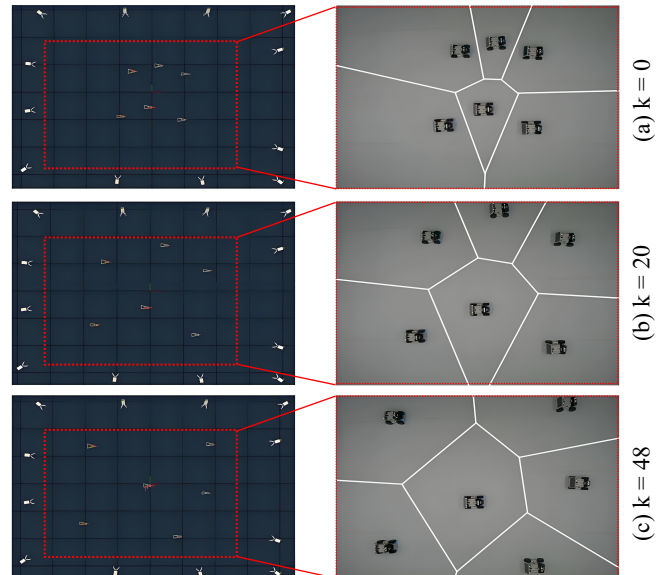 (a) k = 0
(b) k = 20
(c) k = 48